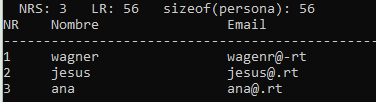 NRS: 3 LR: 56 sizeof(persona): 56
NR Nombre Email
--------------------------------------------------
1 wagner wagenr@-rt
2 jesus jesus@.rt
3 ana ana@.rt